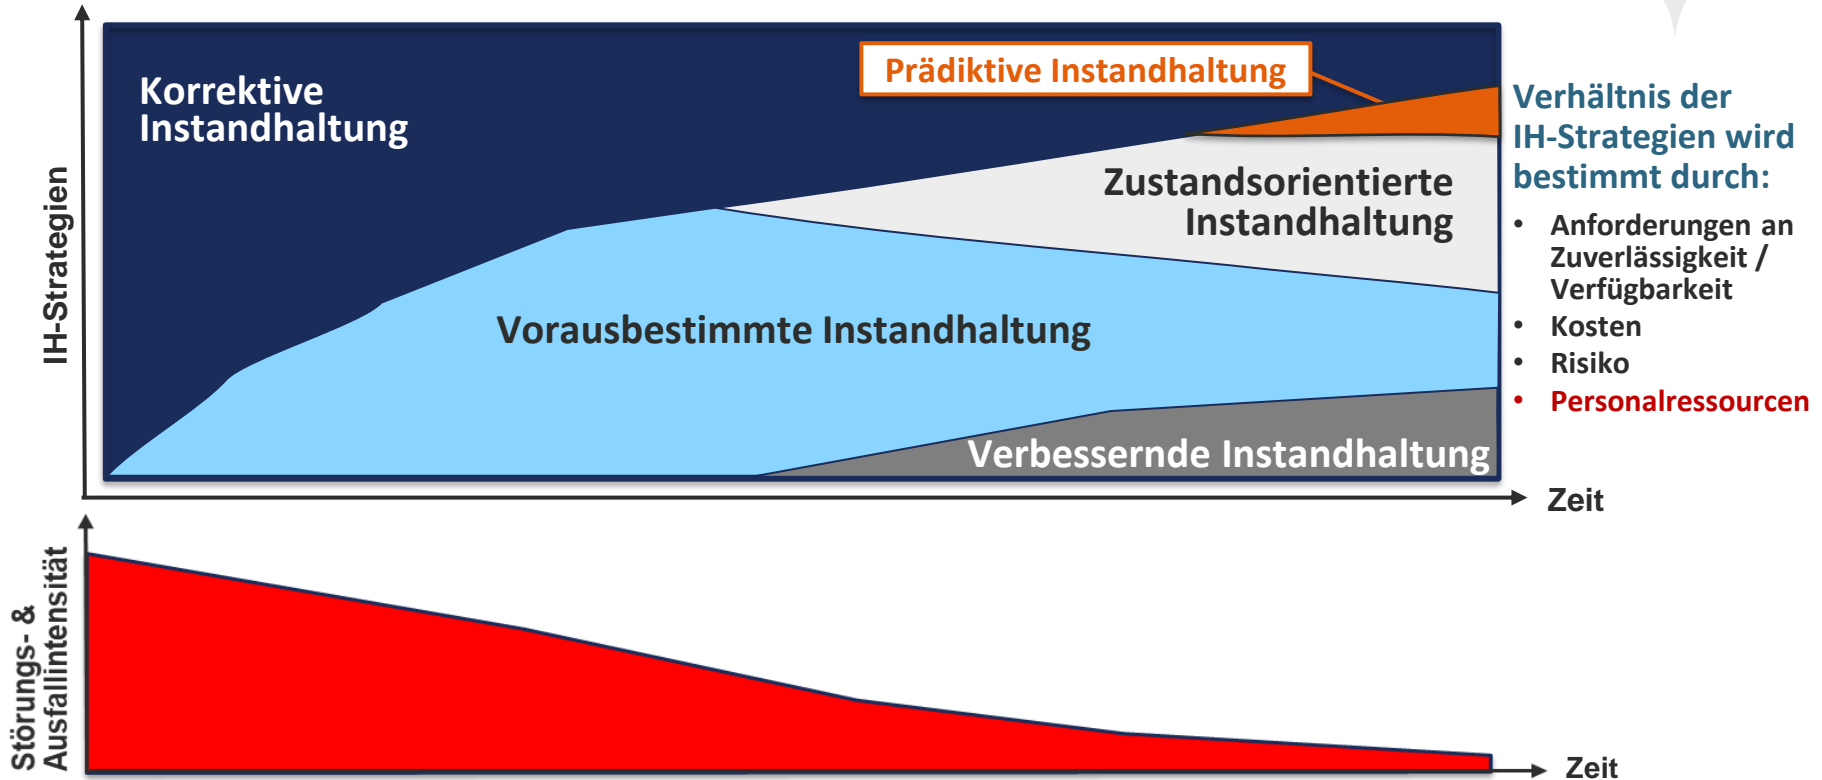 IH-Strategien
Korrektive
Instandhaltung
Prädiktive Instandhaltung
Zustandsorientierte
Instandhaltung
Vorausbestimmte Instandhaltung
Verbessernde Instandhaltung
Zeit
Verhältnis der
IH-Strategien wird
bestimmt durch:
• Anforderungen an
Zuverlässigkeit /
Verfügbarkeit
• Kosten
• Risiko
• Personalressourcen
Störungs- &
Ausfallintensität
Zeit